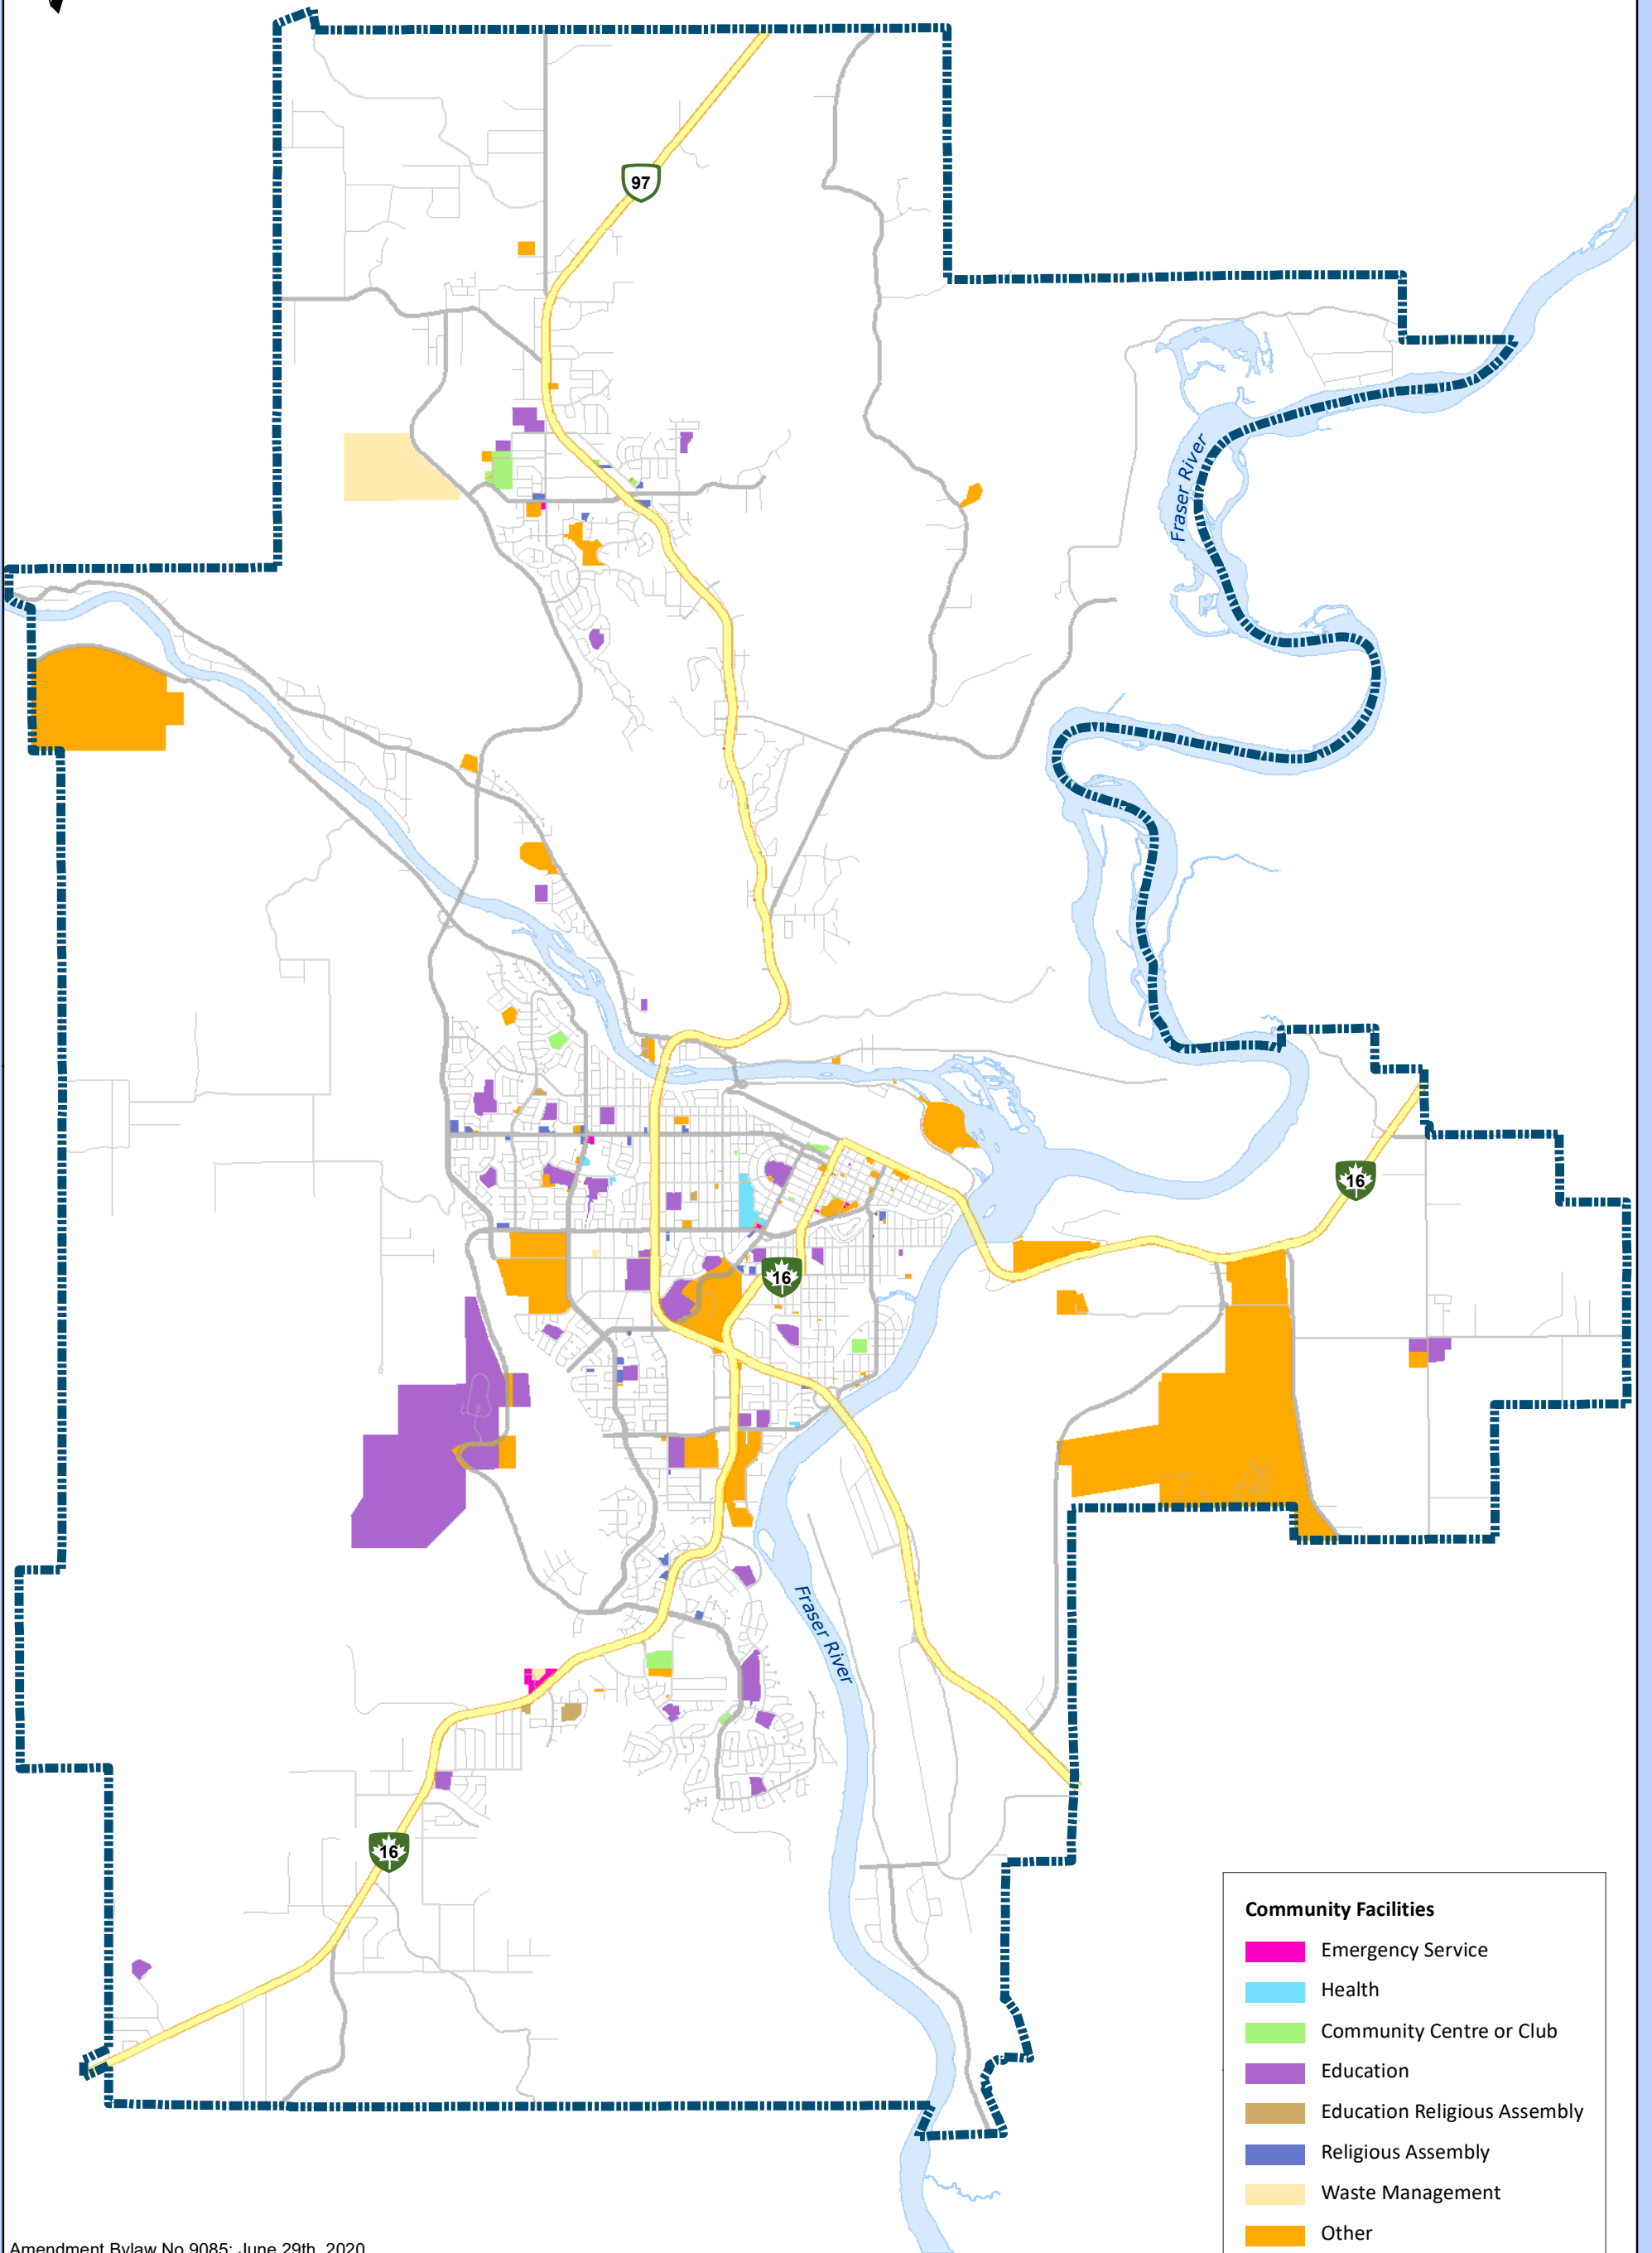 97
Fraser River
16
16
Fraser River
16
Community Facilities
Emergency Service
Health
Community Centre or Club
Education
Education Religious Assembly
Religious Assembly
Waste Management
Other
Amendment Bylaw No.9085: June 29th, 2020